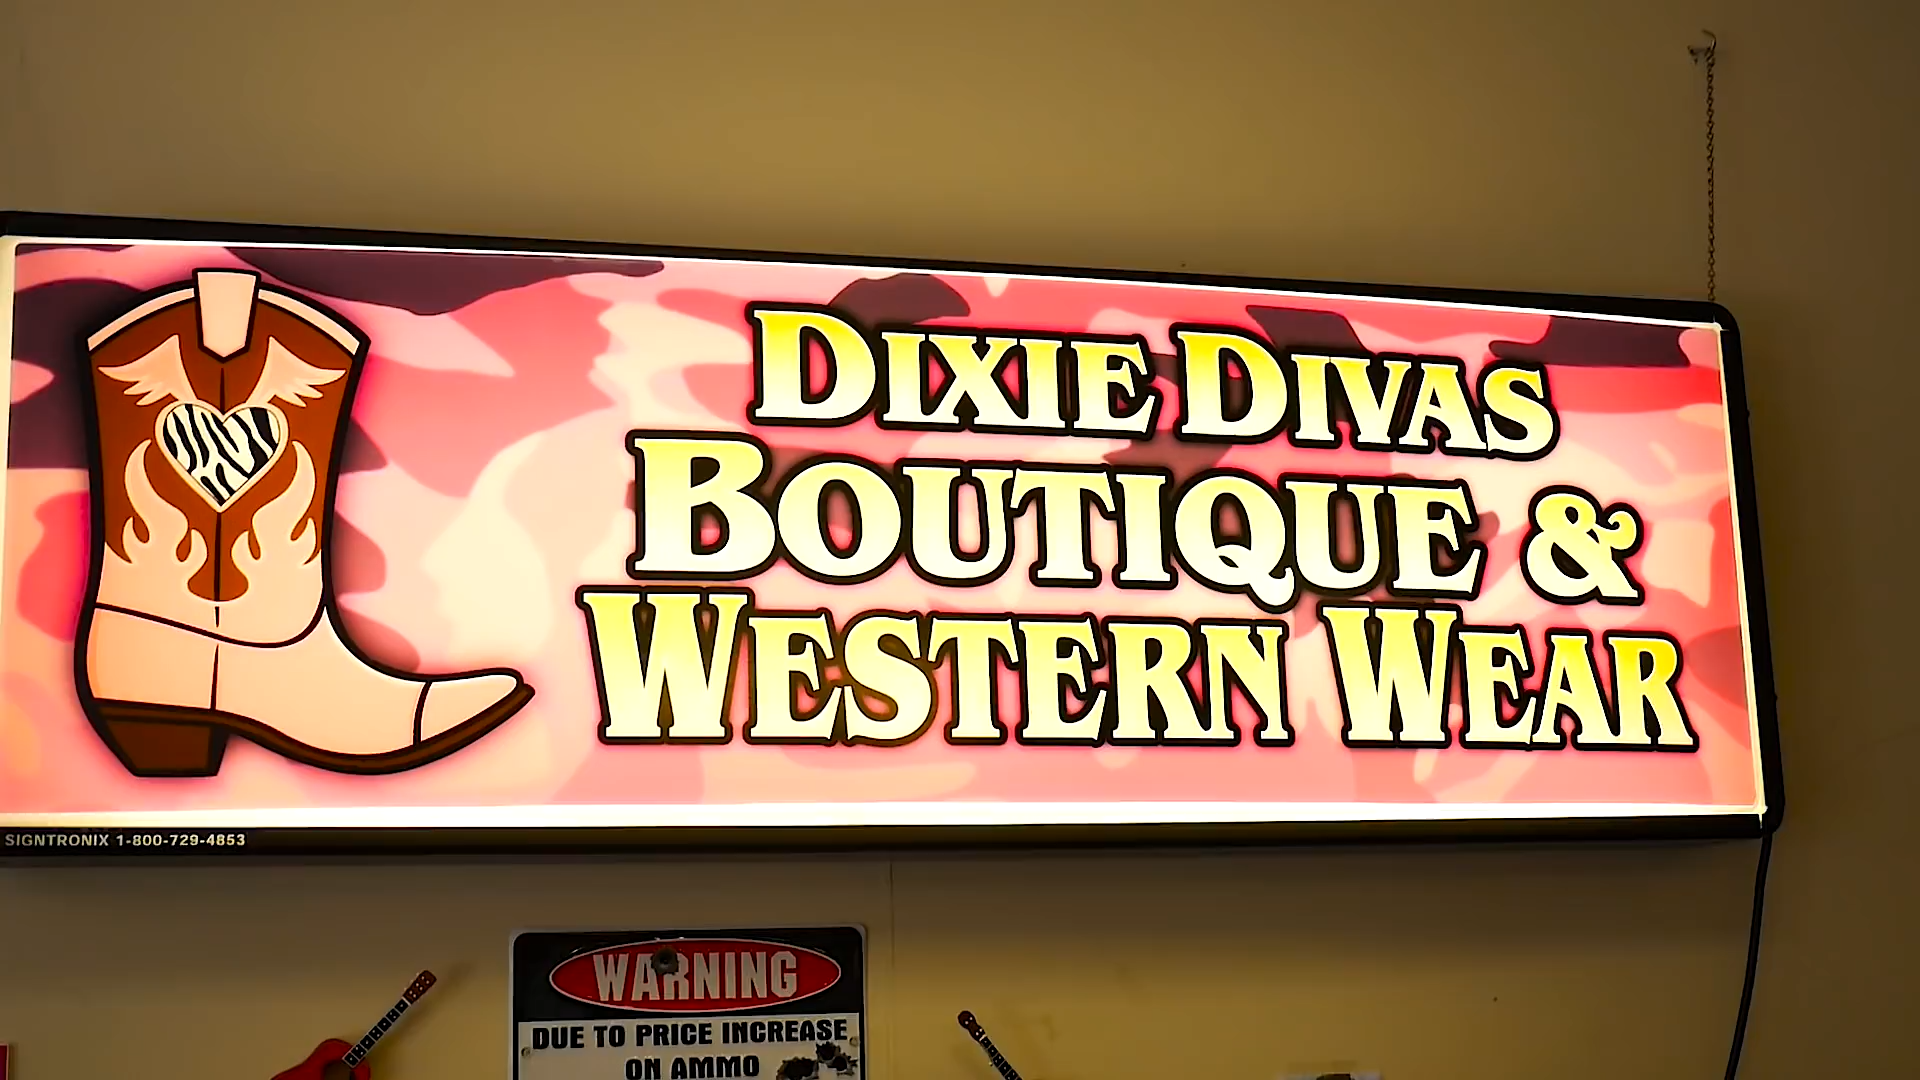 DIXIE DIVAS
BOUTIQUE &
WESTERN WEAR
SIGNTRONIX 1-800-729-4853
WARNING
DUE TO PRICE INCREASE
ON AMMO